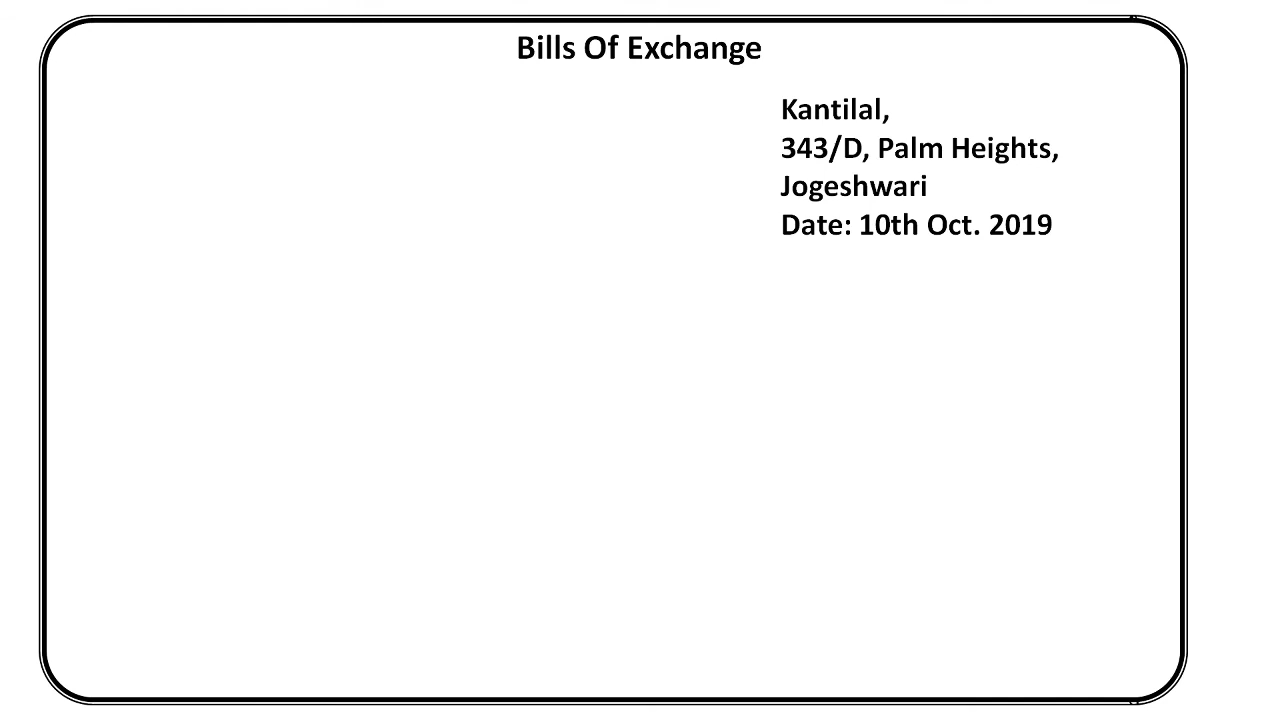 Bills Of Exchange
Kantilal,
343/D, Palm Heights,
Jogeshwari
Date: 10th Oct. 2019